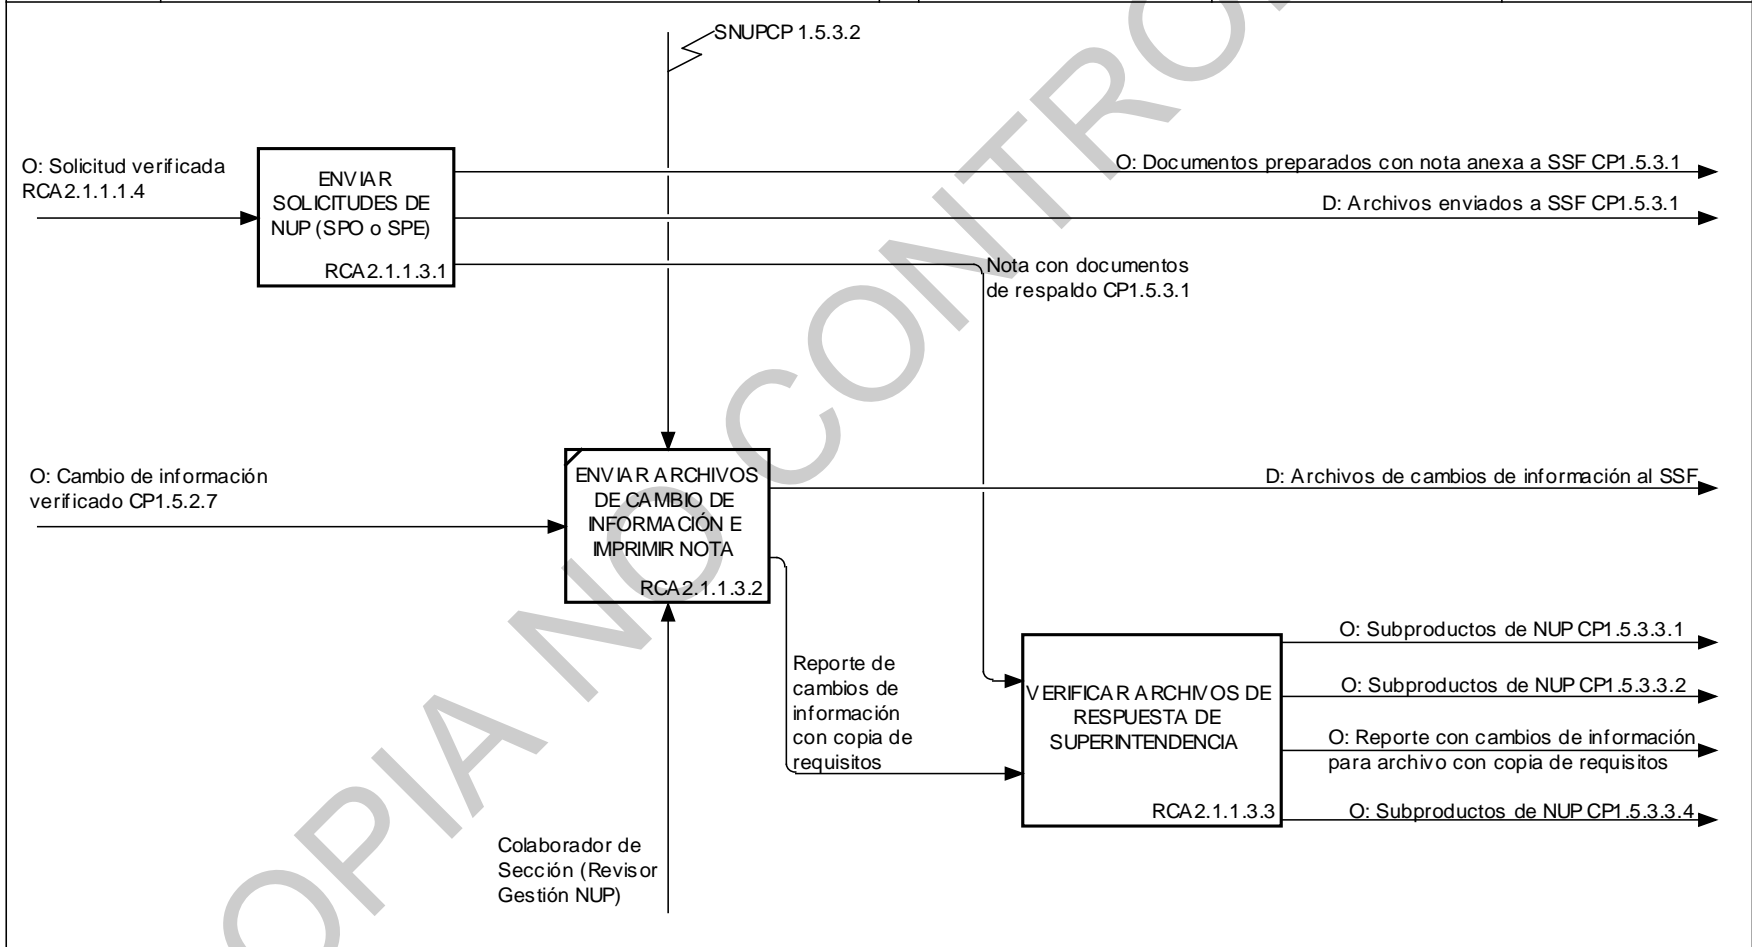 SNUPCP 1.5.3.2
O: Solicitud verificada
RCA2.1.1.1.4
ENVIAR
SOLICITUDES DE
NUP (SPO o SPE)
RCA2.1.1.3.1
O: Documentos preparados con nota anexa a SSF CP1.5.3.1
D: Archivos enviados a SSF CP1.5.3.1
Nota con documentos
de respaldo CP1.5.3.1
O: Cambio de información
verificado CP1.5.2.7
ENVIAR ARCHIVOS
DE CAMBIO DE
INFORMACIÓN E
IMPRIMIR NOTA
RCA2.1.1.3.2
D: Archivos de cambios de información al SSF
Reporte de
cambios de
información
con copia de
requisitos
VERIFICAR ARCHIVOS DE
RESPUESTA DE
SUPERINTENDENCIA
RCA2.1.1.3.3
O: Subproductos de NUP CP1.5.3.3.1
O: Subproductos de NUP CP1.5.3.3.2
O: Reporte con cambios de información
para archivo con copia de requisitos
O: Subproductos de NUP CP1.5.3.3.4
Colaborador de
Sección (Revisor
Gestión NUP)
OPIA NO CONTRO